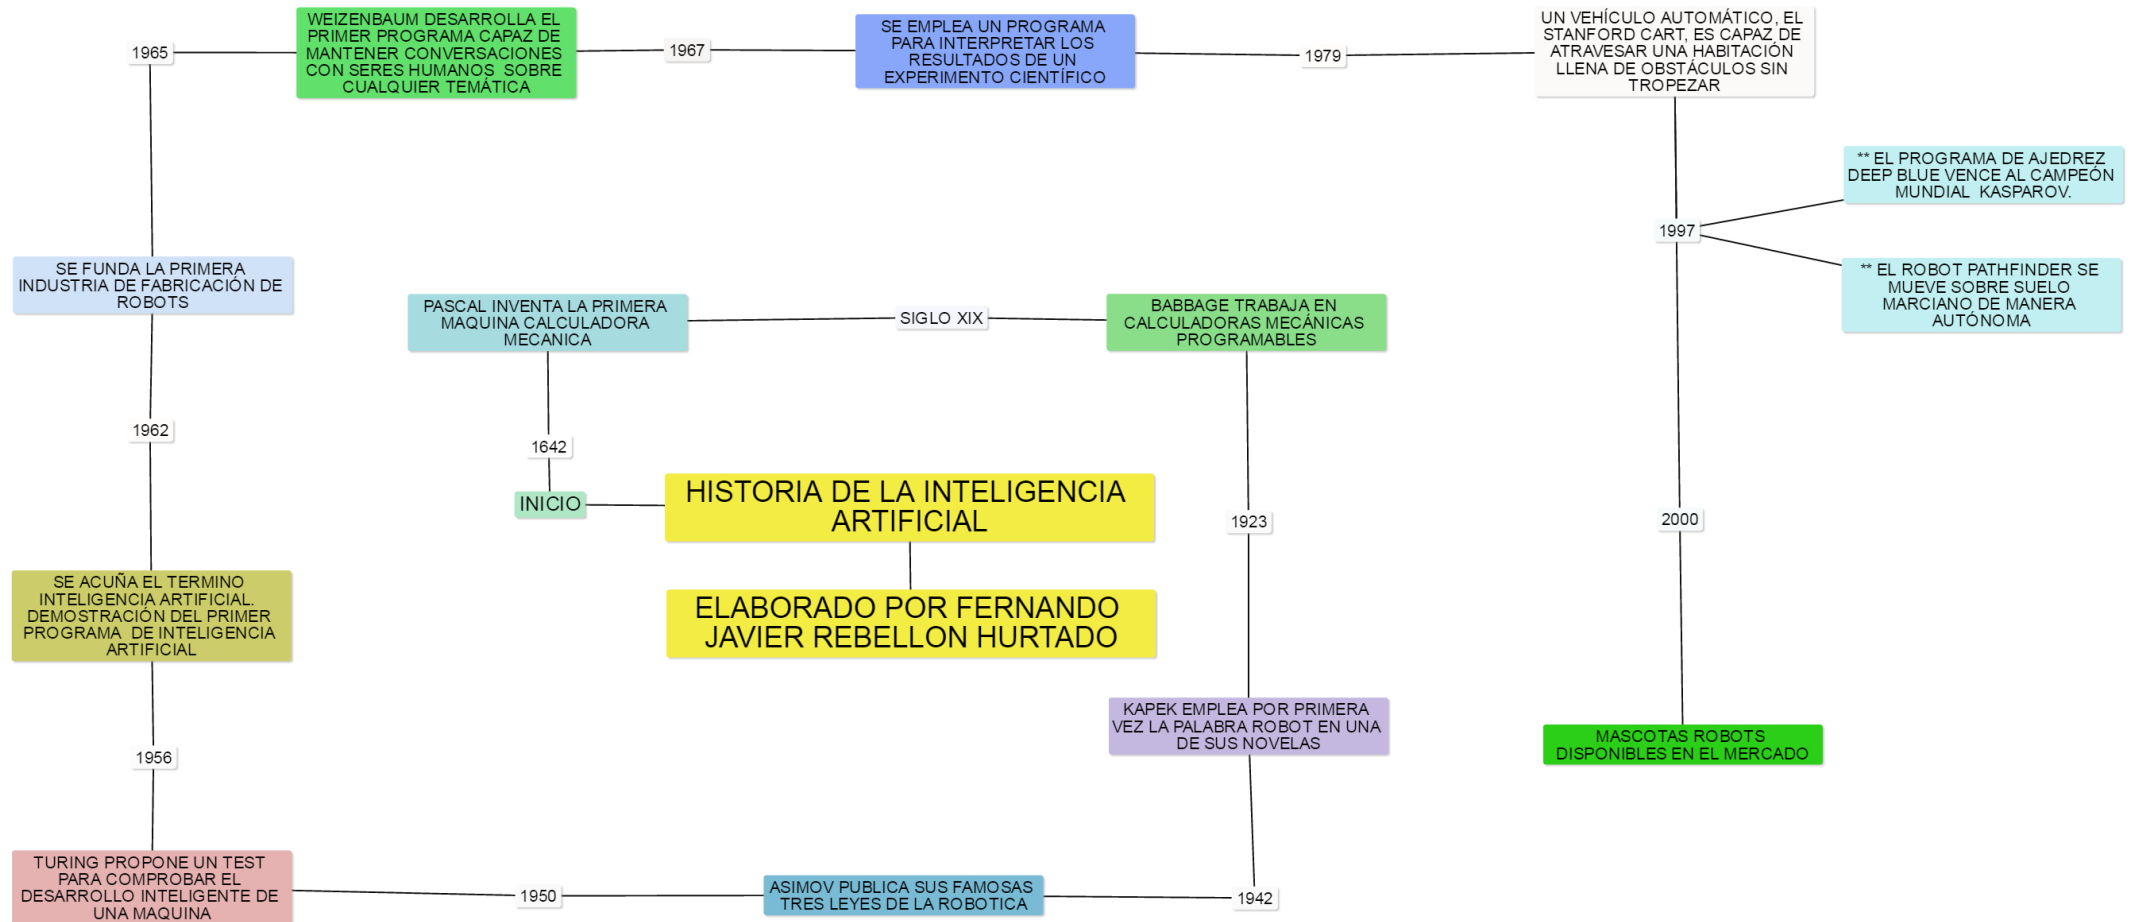 HISTORIA DE LA INTELIGENCIA
ARTIFICIAL
ELABORADO POR FERNANDO
JAVIER REBELLON HURTADO
INICIO
1642
PASCAL INVENTA LA PRIMERA
MAQUINA CALCULADORA
MECANICA
SIGLO XIX
BABBAGE TRABAJA EN
CALCULADORAS MECÁNICAS
PROGRAMABLES
1923
KAPEK EMPLEA POR PRIMERA
VEZ LA PALABRA ROBOT EN UNA
DE SUS NOVELAS
1942
ASIMOV PUBLICA SUS FAMOSAS
TRES LEYES DE LA ROBOTICA
1950
TURING PROPONE UN TEST
PARA COMPROBAR EL
DESARROLLO INTELIGENTE DE
UNA MAQUINA
1956
SE ACUÑA EL TERMINO
INTELIGENCIA ARTIFICIAL.
DEMOSTRACIÓN DEL PRIMER
PROGRAMA DE INTELIGENCIA
ARTIFICIAL
1962
SE FUNDA LA PRIMERA
INDUSTRIA DE FABRICACIÓN DE
ROBOTS
1965
WEIZENBAUM DESARROLLA EL
PRIMER PROGRAMA CAPAZ DE
MANTENER CONVERSACIONES
CON SERES HUMANOS SOBRE
CUALQUIER TEMÁTICA
1967
SE EMPLEA UN PROGRAMA
PARA INTERPRETAR LOS
RESULTADOS DE UN
EXPERIMENTO CIENTÍFICO
1979
UN VEHÍCULO AUTOMÁTICO, EL
STANFORD CART, ES CAPAZ DE
ATRAVESAR UNA HABITACIÓN
LLENA DE OBSTÁCULOS SIN
TROPEZAR
1997
** EL PROGRAMA DE AJEDREZ
DEEP BLUE VENCE AL CAMPEÓN
MUNDIAL KASPAROV.
** EL ROBOT PATHFINDER SE
MUEVE SOBRE SUELO
MARCIANO DE MANERA
AUTÓNOMA
2000
MASCOTAS ROBOTS
DISPONIBLES EN EL MERCADO